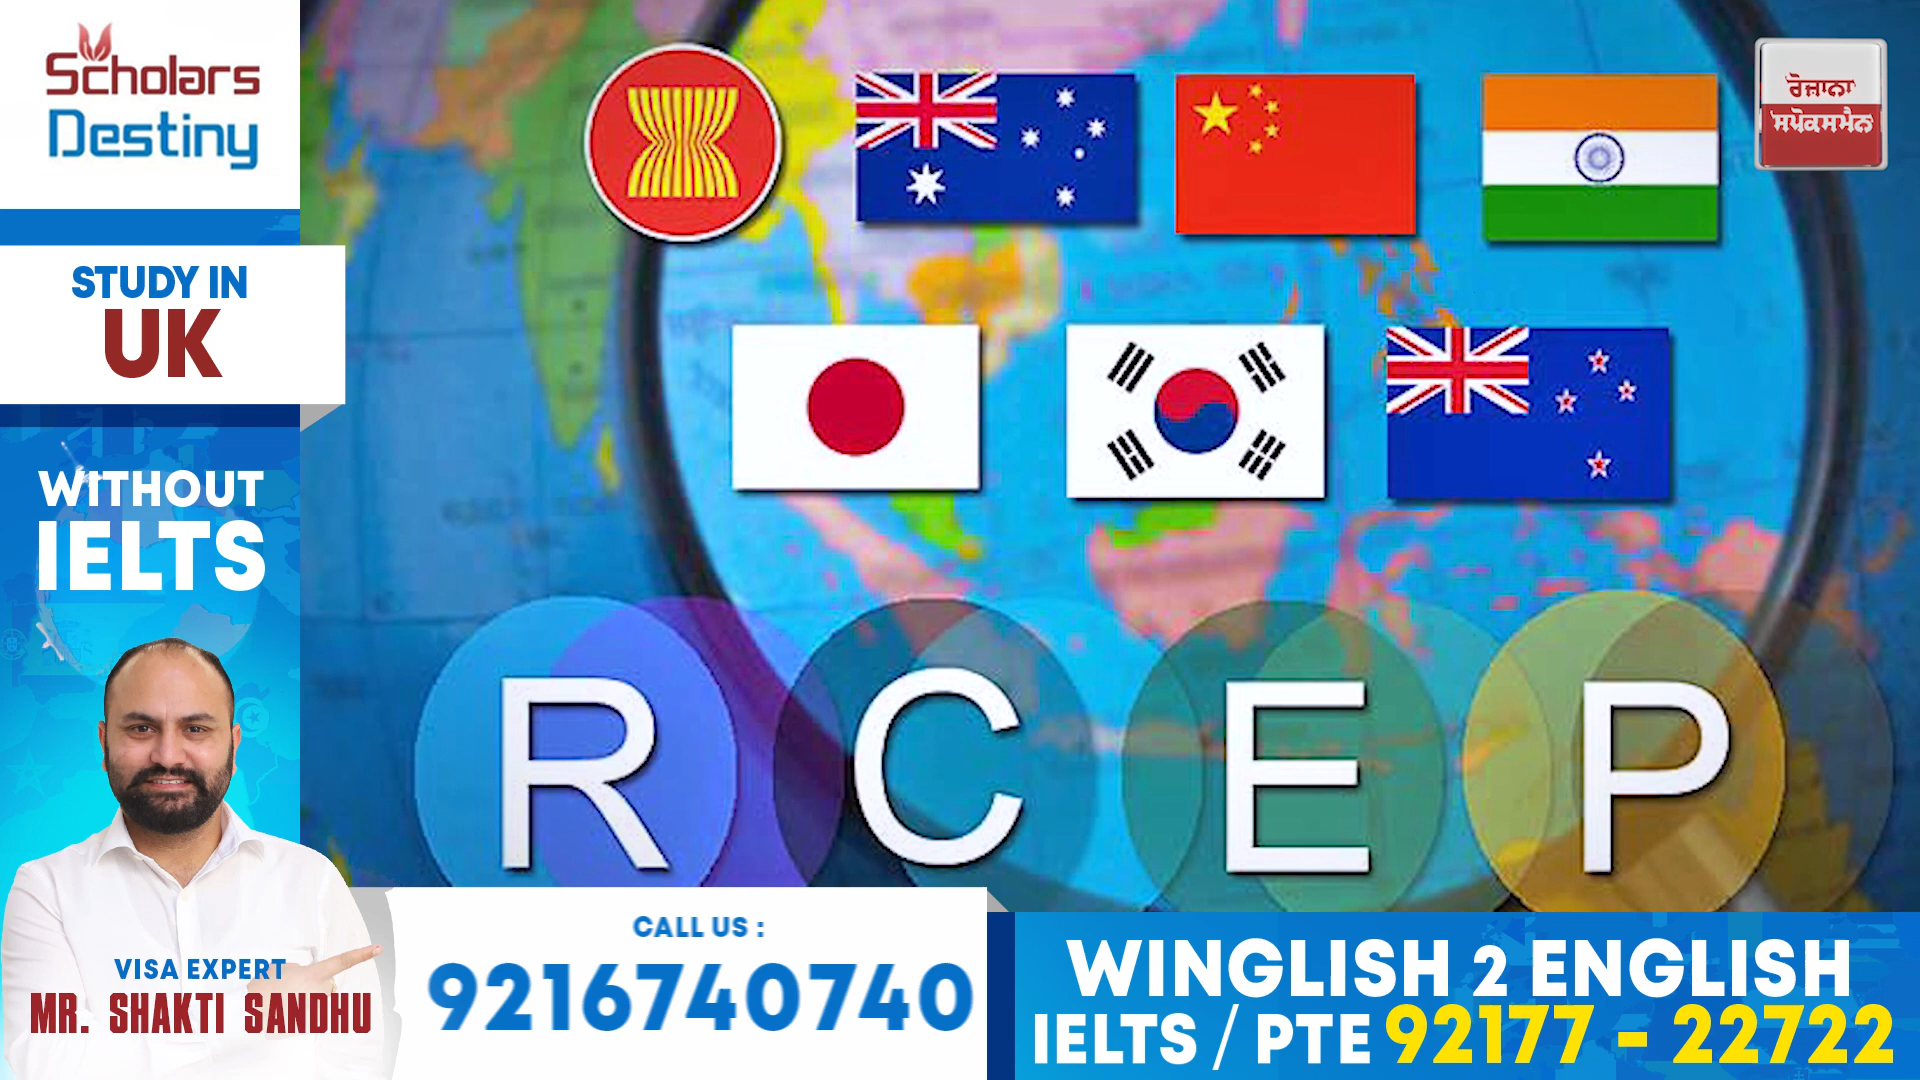 Scholars
Destiny
STUDY IN
UK
WITHOUT
IELTS
ਰੋਜ਼ਾਨਾ
ਸਪੋਕਸਮੈਨ
R C E P
VISA EXPERT
MR. SHAKTI SANDHU
CALL US :
9216740740
WINGLISH 2 ENGLISH
IELTS / PTE 92177 - 22722